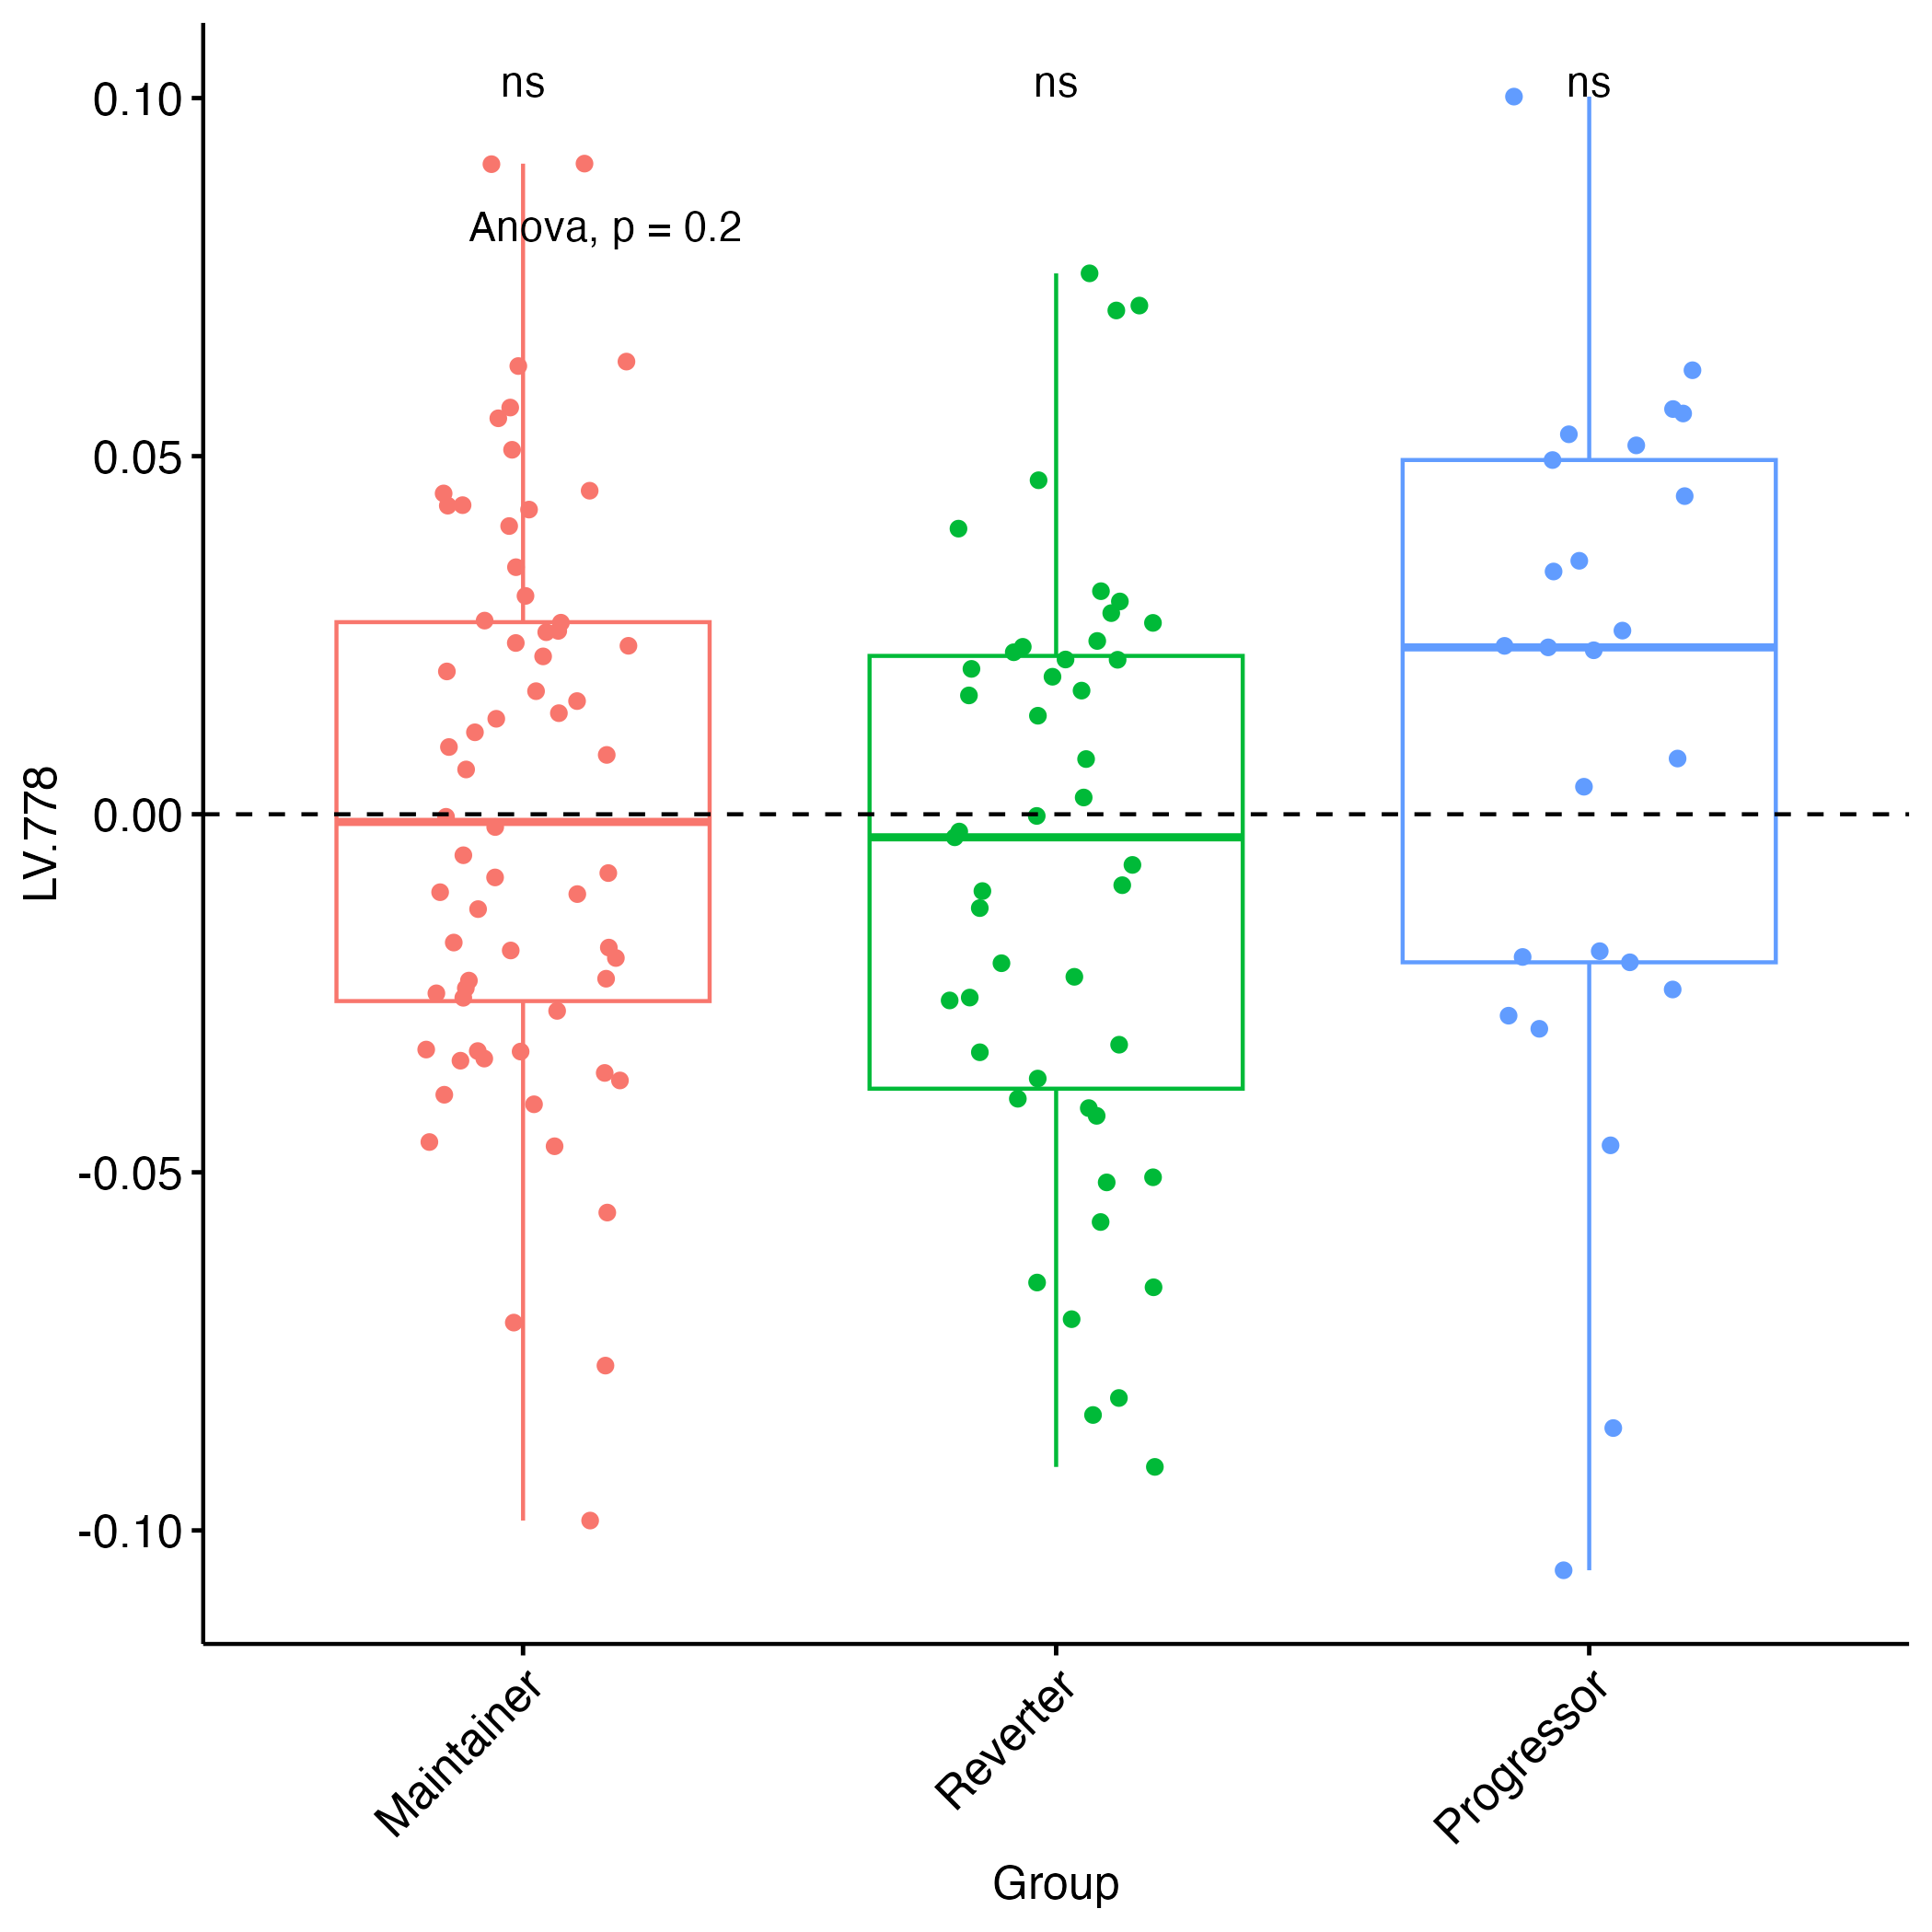 ns
ns
ns
Anova, p = 0.2
0.10
0.05
0.00
-0.05
-0.10
LV.778
Maintainer
Reverter
Progressor
Group